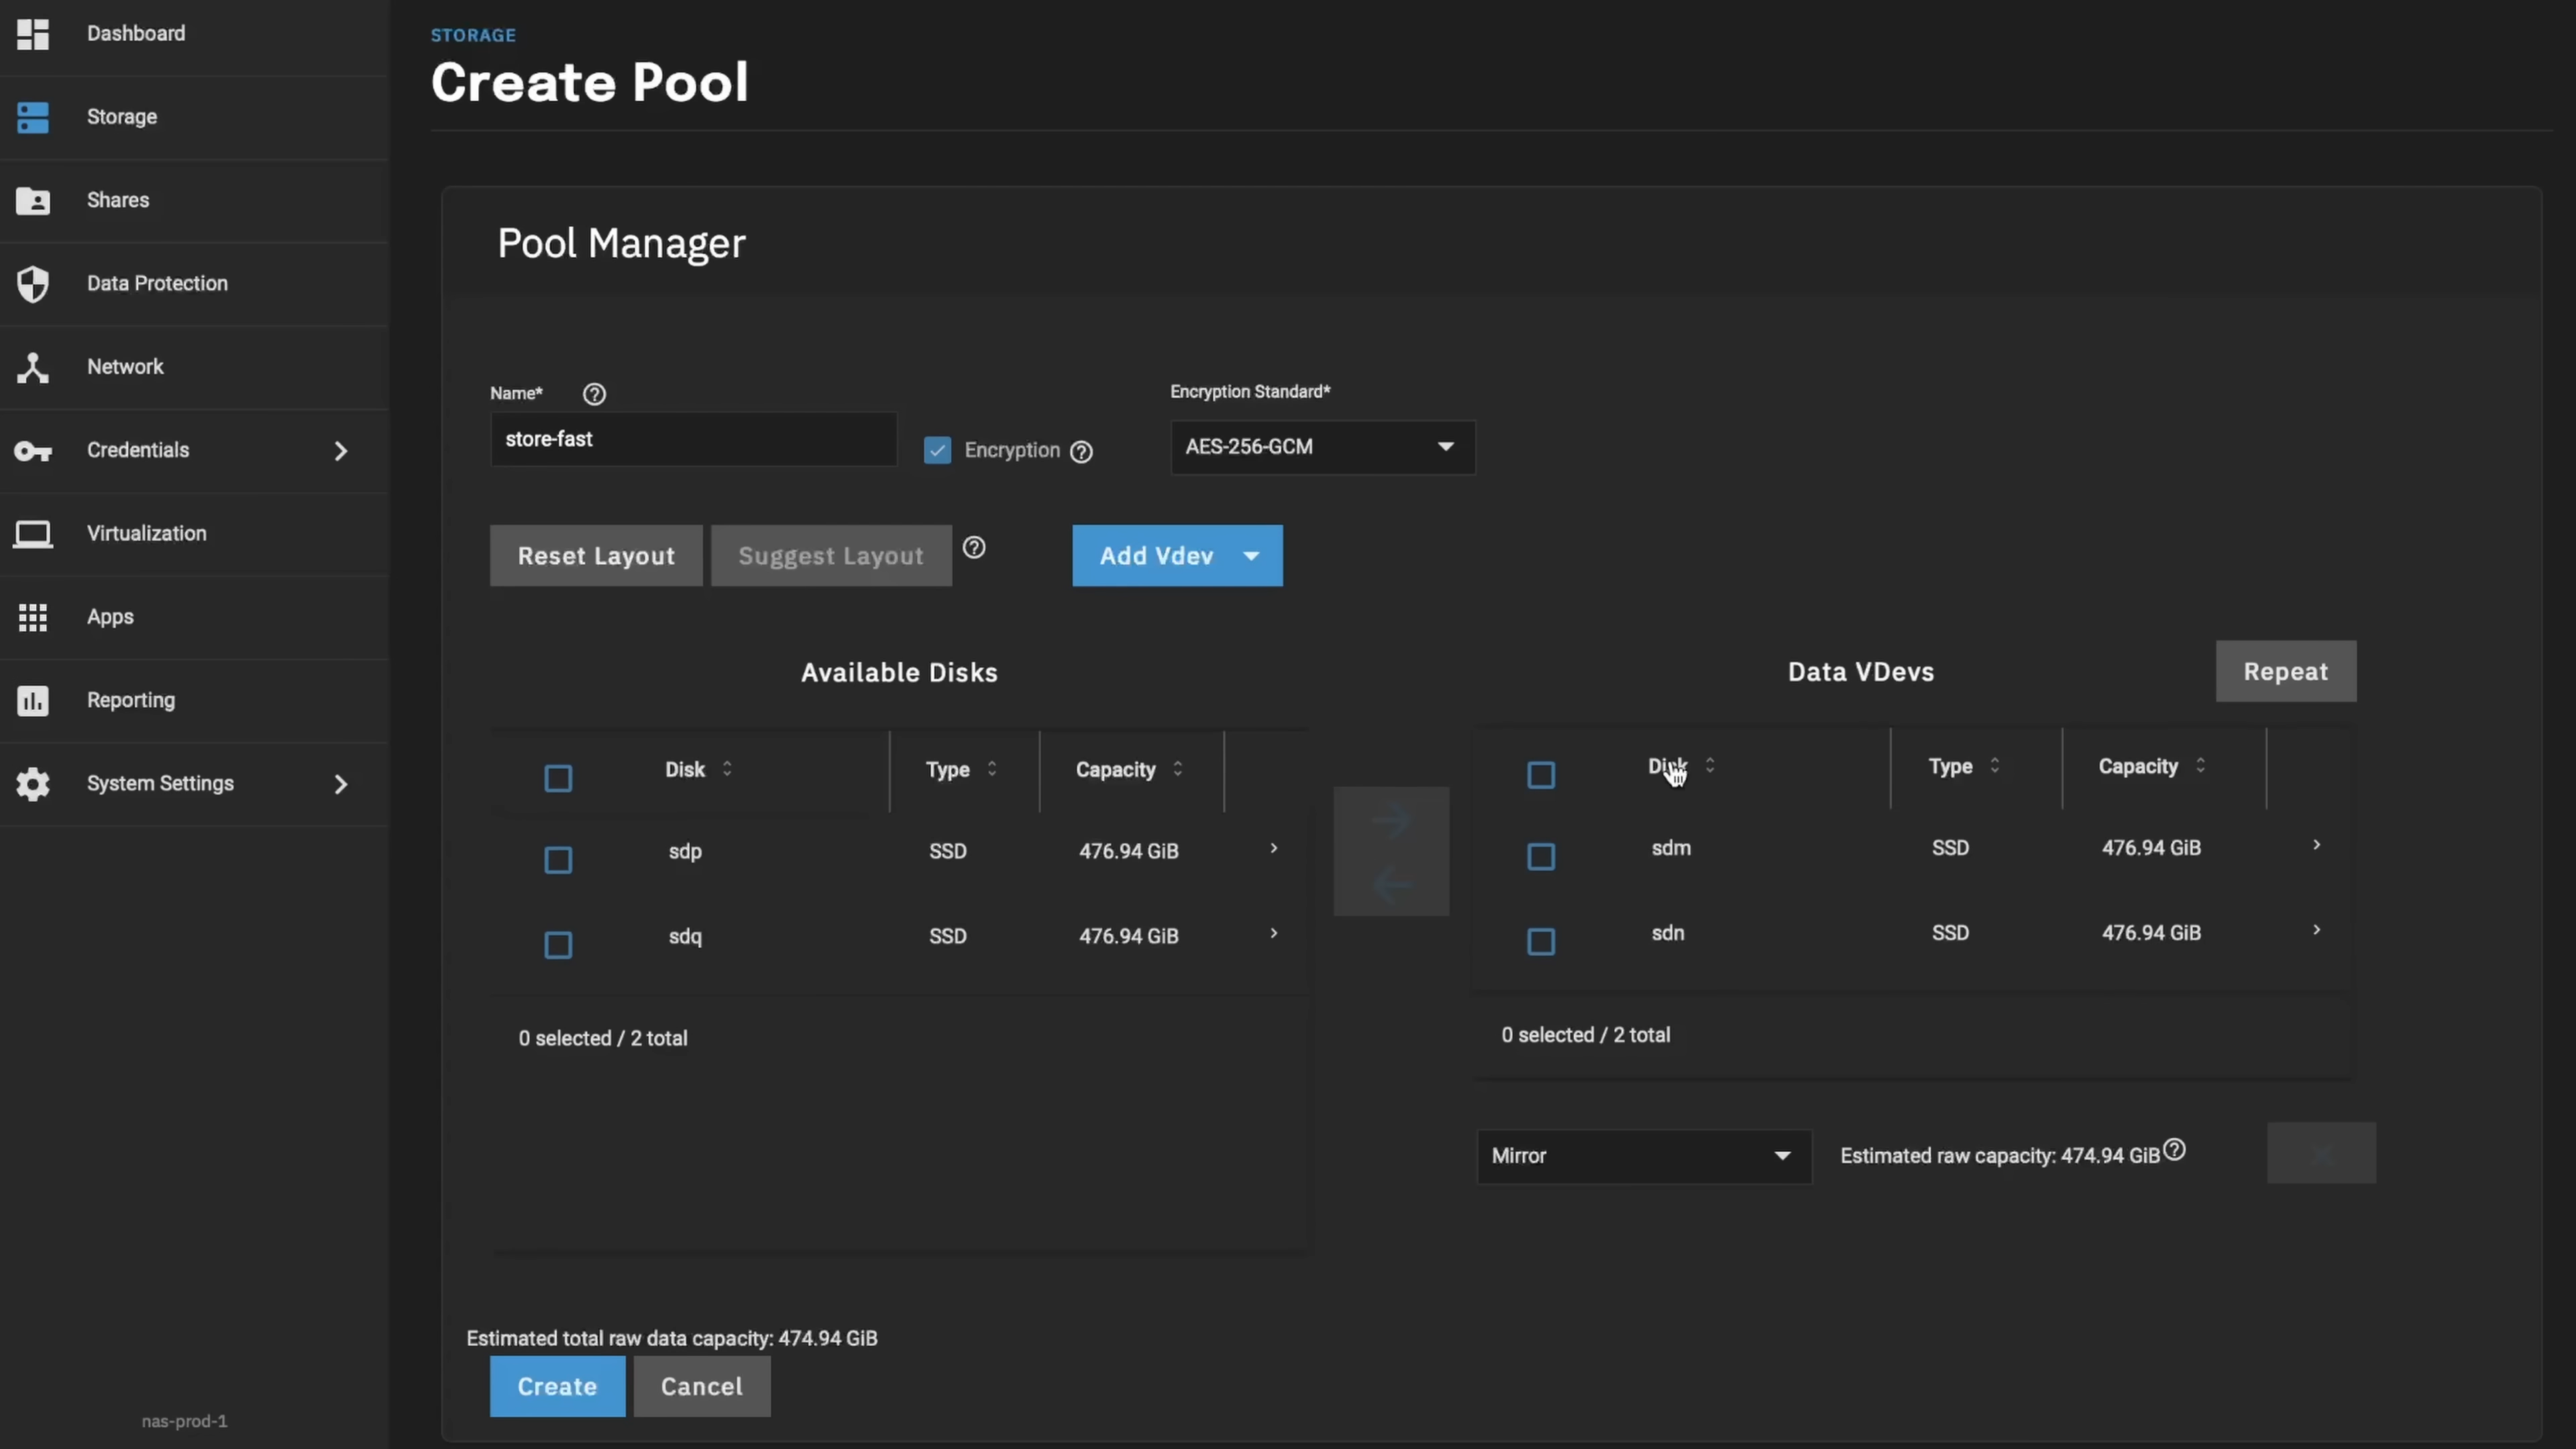 Dashboard
Storage
Shares
Data Protection
Network
Credentials
Virtualization
Apps
Reporting
System Settings
nas-prod-1
STORAGE
Create Pool
Pool Manager
Name*
store-fast
Encryption
Encryption Standard*
AES-256-GCM
Reset Layout
Suggest Layout
Add Vdev
Available Disks
Disk Type Capacity
sdp SSD 476.94 GiB
sdq SSD 476.94 GiB
0 selected / 2 total
Data VDevs
Repeat
Disk Type Capacity
sdm SSD 476.94 GiB
sdn SSD 476.94 GiB
0 selected / 2 total
Mirror
Estimated raw capacity: 474.94 GiB
Estimated total raw data capacity: 474.94 GiB
Create
Cancel